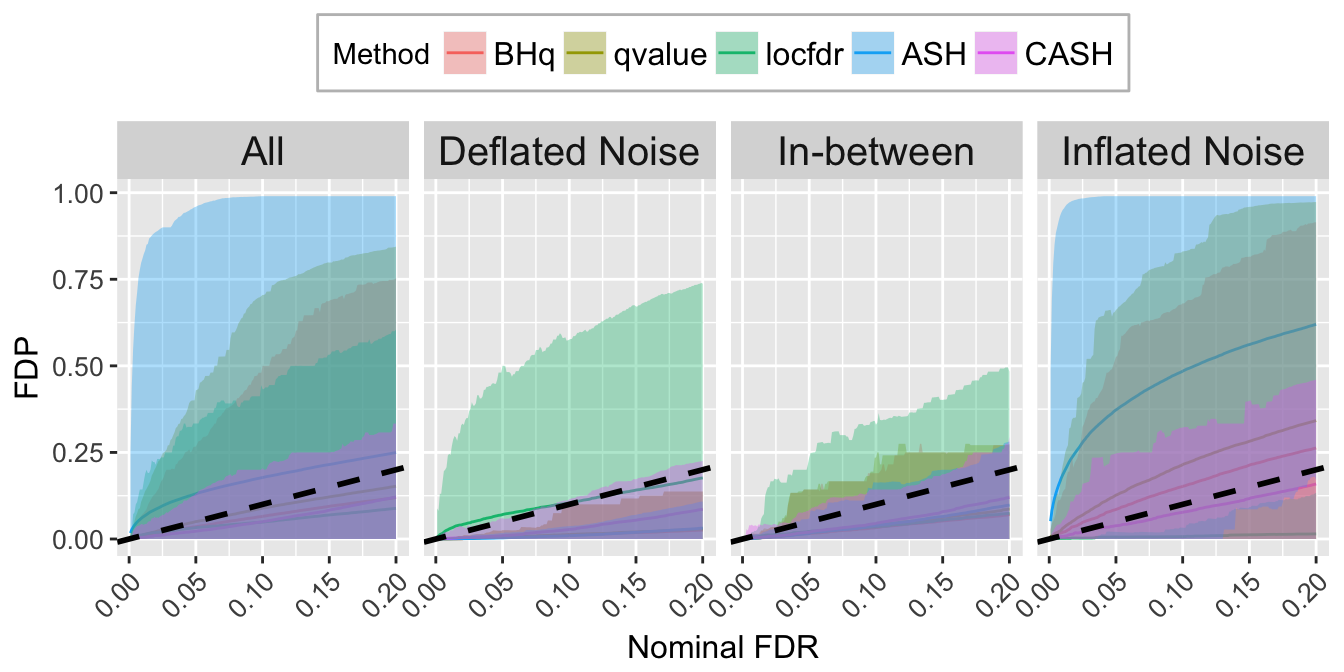 Method BHq qvalue locfdr ASH CASH
All Deflated Noise In-between Inflated Noise
1.00
0.75
0.50
0.25
0.00
FDP
0.00 0.05 0.10 0.15 0.20 0.00 0.05 0.10 0.15 0.20 0.00 0.05 0.10 0.15 0.20 0.00 0.05 0.10 0.15 0.20
Nominal FDR